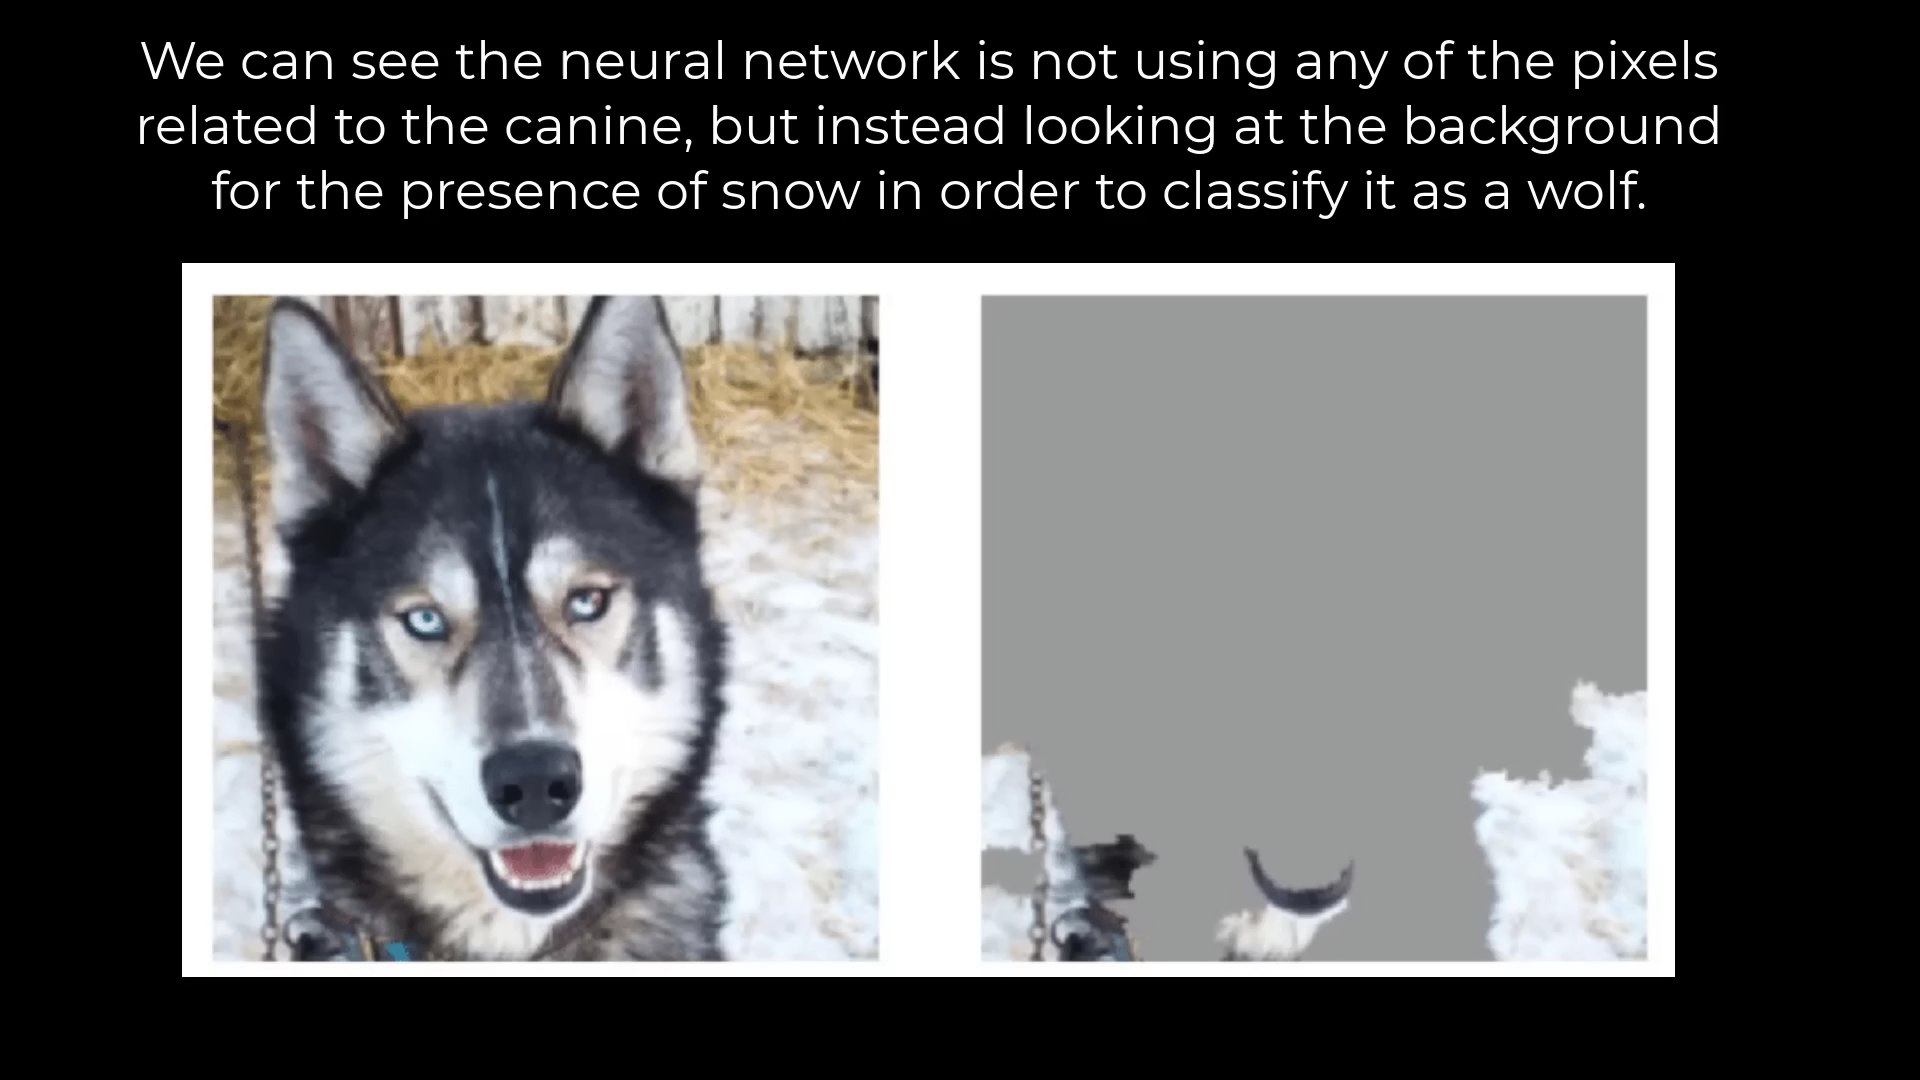 We can see the neural network is not using any of the pixels
related to the canine, but instead looking at the background
for the presence of snow in order to classify it as a wolf.